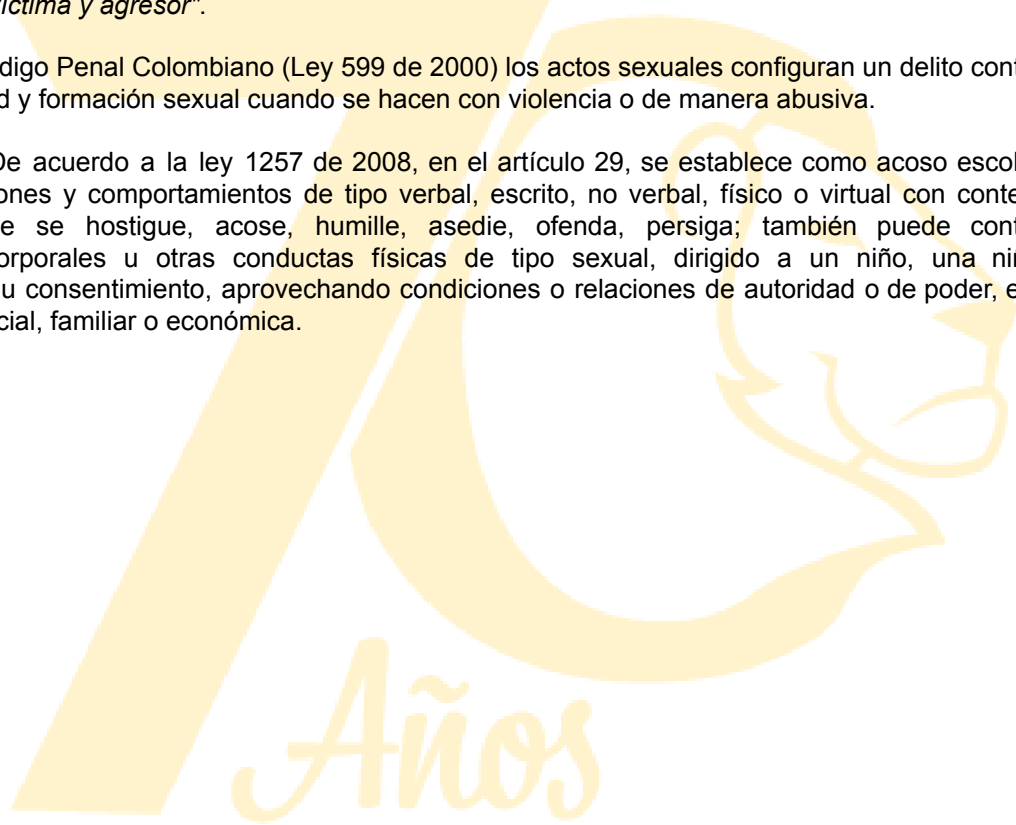 íctima y agresor".
digo Penal Colombiano (Ley 599 de 2000) los actos sexuales configuran un delito cont
d y formación sexual cuando se hacen con violencia o de manera abusiva.
De acuerdo a la ley 1257 de 2008, en el artículo 29, se establece como acoso escol
ones y comportamientos de tipo verbal, escrito, no verbal, físico o virtual con conte
e se hostigue, acose, humille, asedie, ofenda, persiga; también puede cont
orporales u otras conductas físicas de tipo sexual, dirigido a un niño, una niñ
u consentimiento, aprovechando condiciones o relaciones de autoridad o de poder, e
cial, familiar o económica.
70
Años